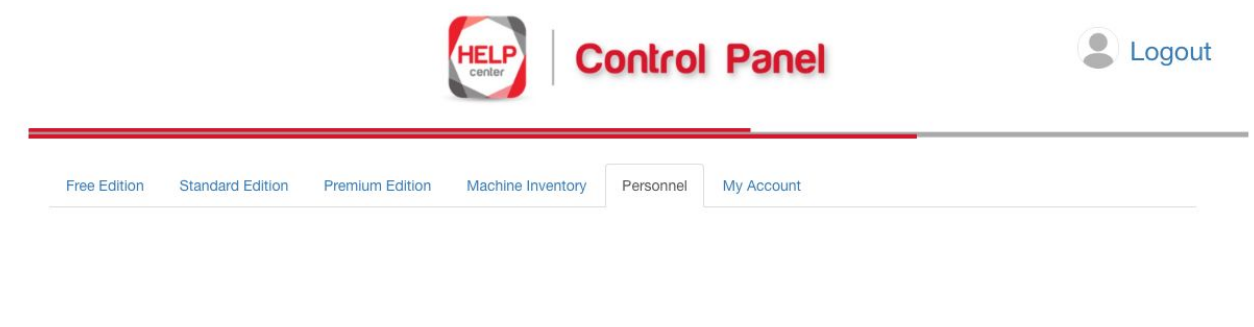 HELP
center
Control Panel
Logout
Free Edition Standard Edition Premium Edition Machine Inventory Personnel My Account